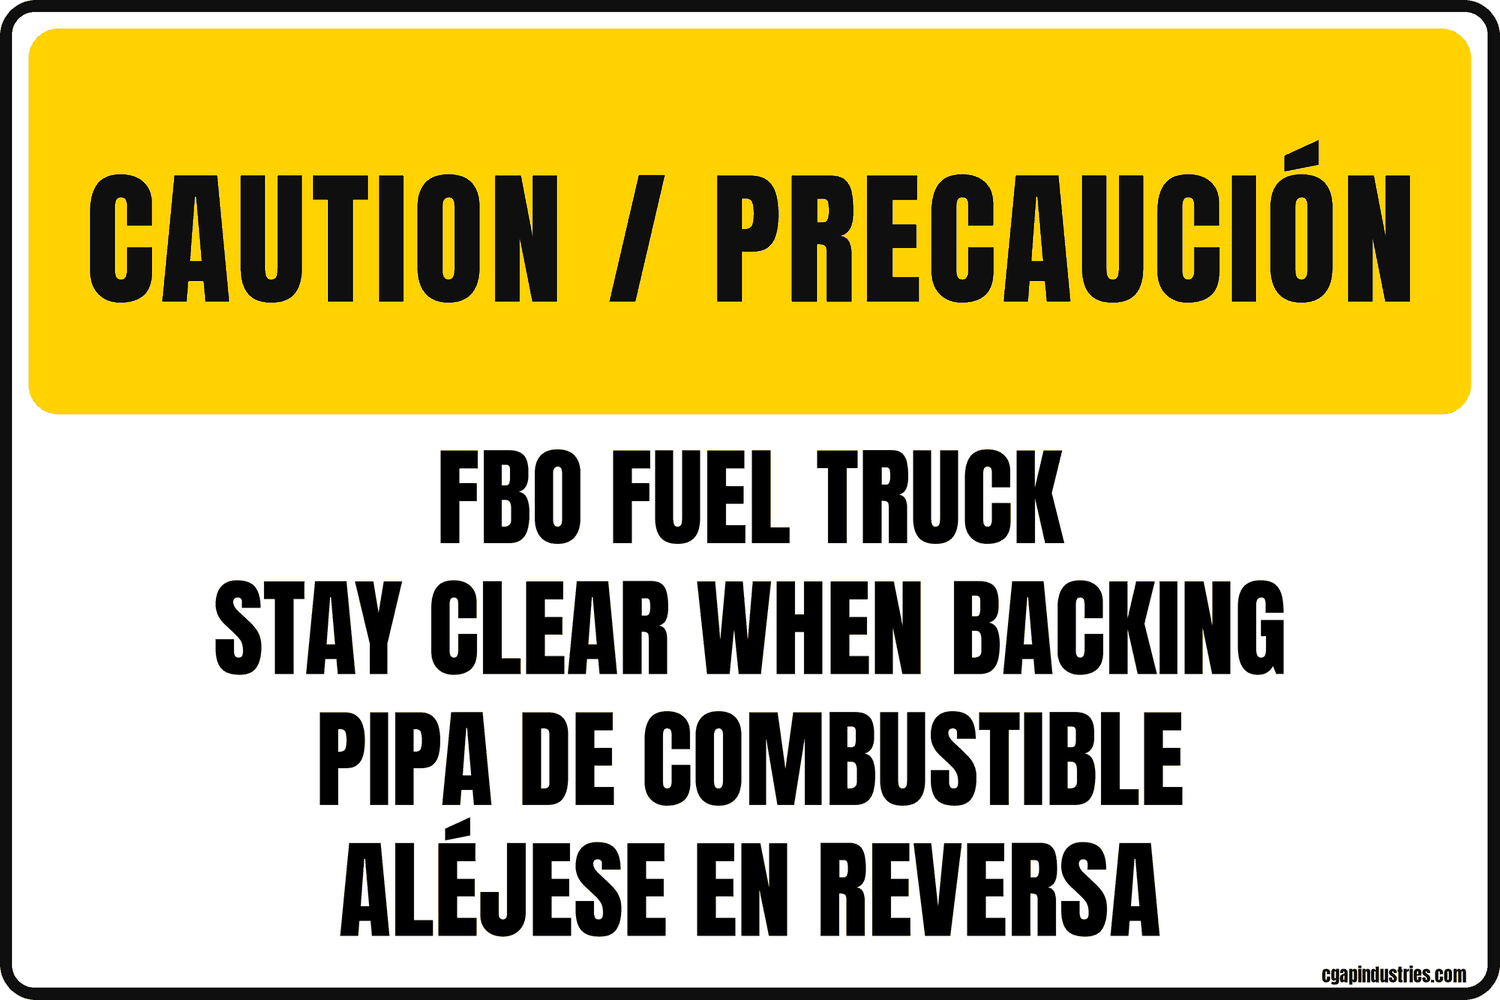 CAUTION / PRECAUCIÓN
FBO FUEL TRUCK
STAY CLEAR WHEN BACKING
PIPA DE COMBUSTIBLE
ALÉJESE EN REVERSA
cgapindustries.com